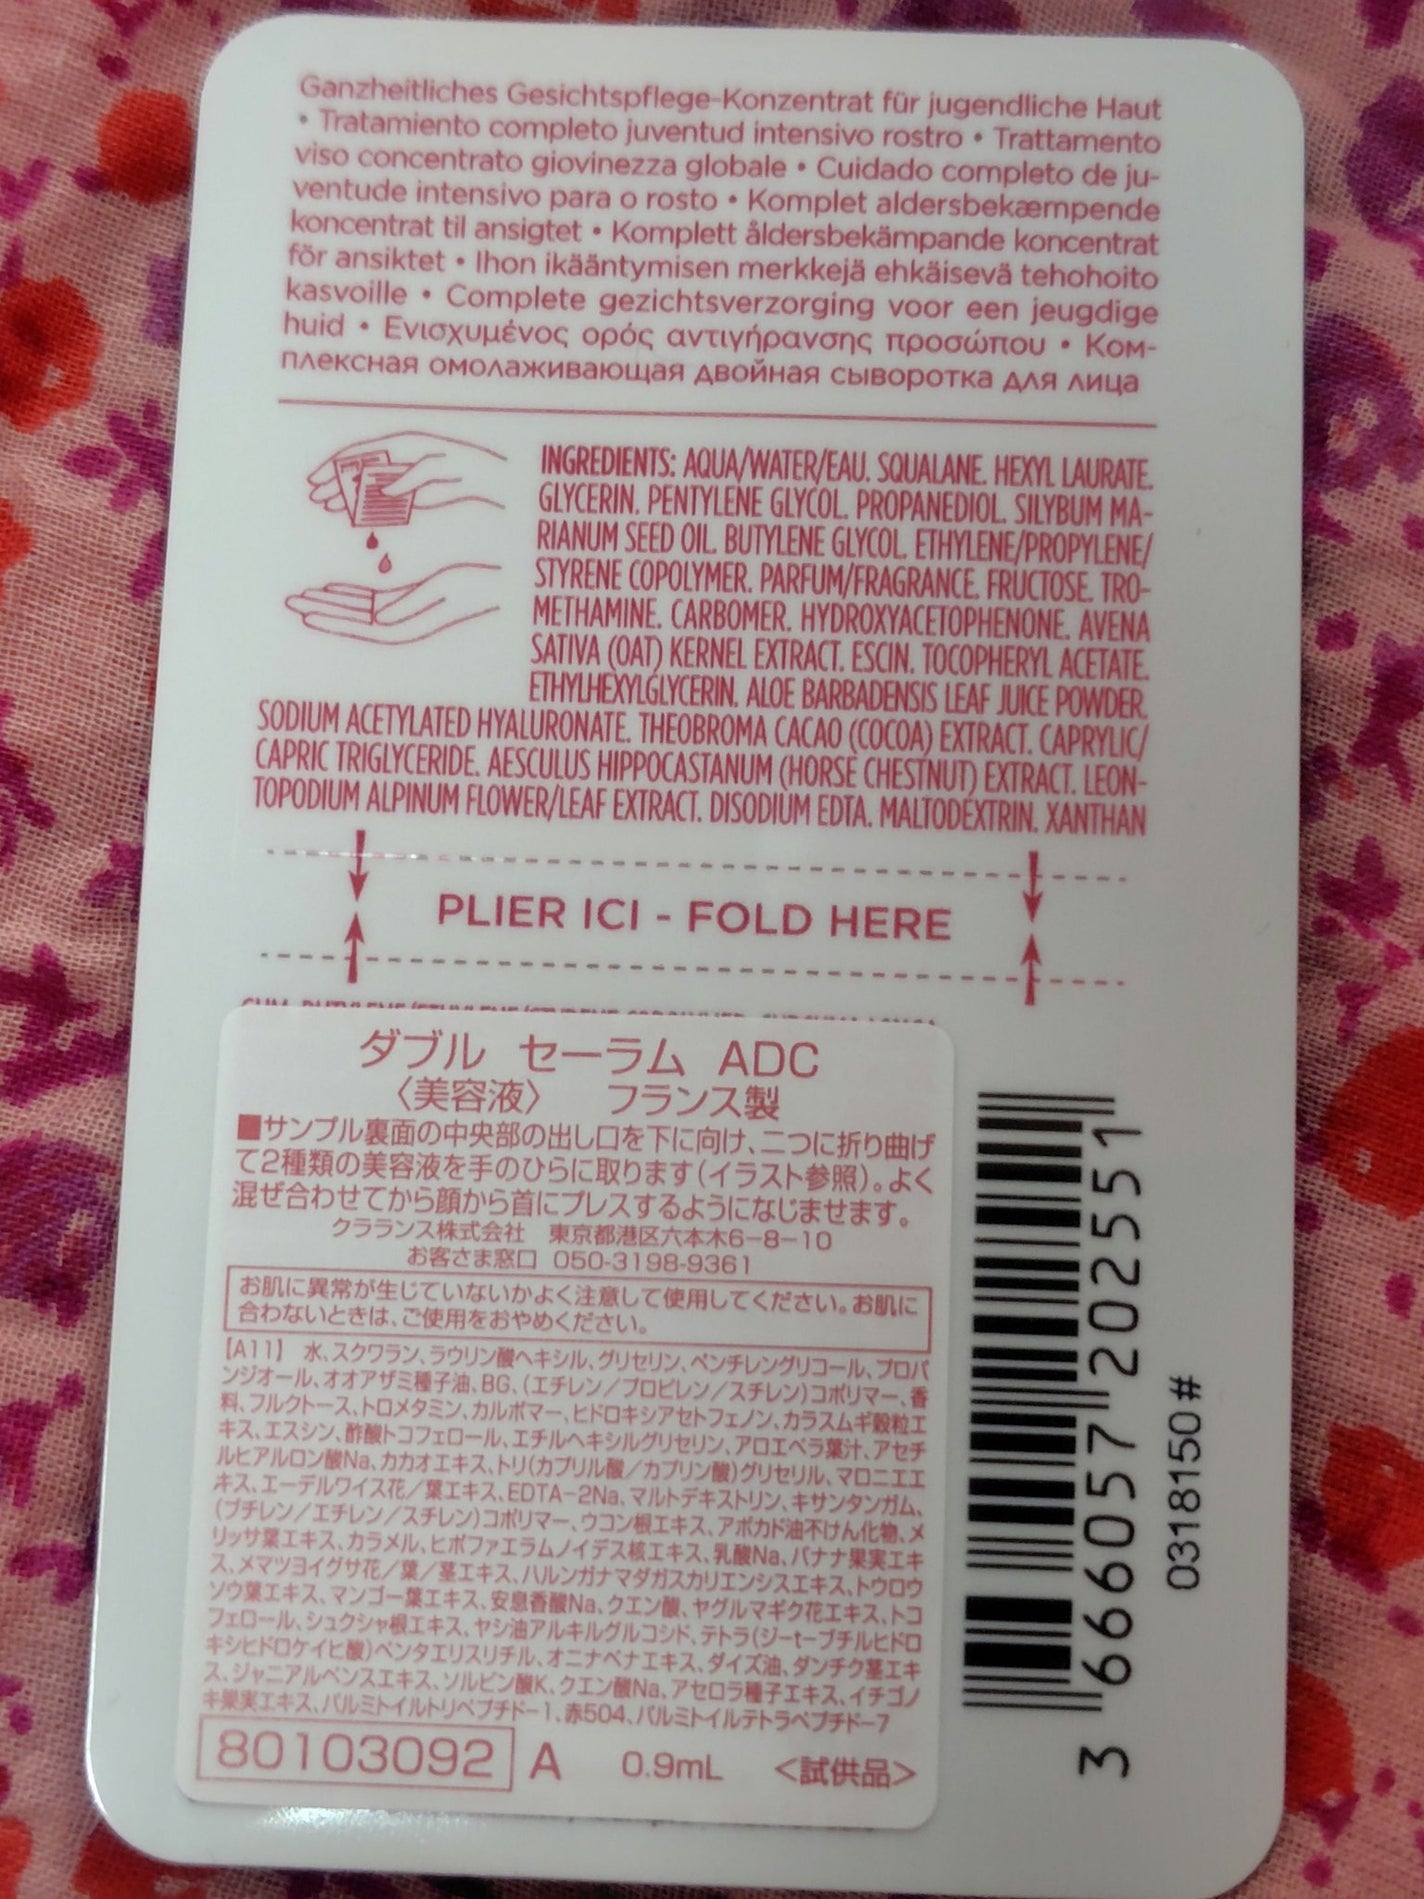 Ganzheitliches Gesichtspflege-Konzentrat für jugendliche Haut
• Tratamiento completo juventud intensivo rostro • Trattamento
viso concentrato giovinezza globale • Cuidado completo de ju-
ventude intensivo para o rosto • Komplet aldersbekæmpende
koncentrat til ansigtet • Komplett åldersbekämpande koncentrat
för ansiktet • Ihon ikääntymisen merkkejä ehkäisevä tehohoito
kasvoille • Complete gezichtsverzorging voor een jeugdige
huid • Ενισχυμένος ορός αντιγήρανσης προσώπου • Ком-
плексная омолаживающая двойная сыворотка для лица
INGREDIENTS: AQUA/WATER/EAU. SQUALANE. HEXYL LAURATE.
GLYCERIN. PENTYLENE GLYCOL. PROPANEDIOL. SILYBUM MA-
RIANUM SEED OIL. BUTYLENE GLYCOL. ETHYLENE/PROPYLENE/
STYRENE COPOLYMER. PARFUM/FRAGRANCE. FRUCTOSE. TRO-
METHAMINE. CARBOMER. HYDROXYACETOPHENONE. AVENA
SATIVA (OAT) KERNEL EXTRACT. ESCIN. TOCOPHERYL ACETATE.
ETHYLHEXYLGLYCERIN. ALOE BARBADENSIS LEAF JUICE POWDER.
SODIUM ACETYLATED HYALURONATE. THEOBROMA CACAO (COCOA) EXTRACT. CAPRYLIC/
CAPRIC TRIGLYCERIDE. AESCULUS HIPPOCASTANUM (HORSE CHESTNUT) EXTRACT. LEON-
TOPODIUM ALPINUM FLOWER/LEAF EXTRACT. DISODIUM EDTA. MALTODEXTRIN. XANTHAN
PLIER ICI - FOLD HERE
ダブル セーラム ADC
〈美容液〉 フランス製
■サンプル裏面の中央部の出し口を下に向け、二つに折り曲げ
て2種類の美容液を手のひらに取ります(イラスト参照)。よく
混ぜ合わせてから顔から首にプレスするようになじませます。
クラランス株式会社 東京都港区六本木6-8-10
お客さま窓口 050-3198-9361
お肌に異常が生じていないかよく注意して使用してください。お肌に
合わないときは、ご使用をおやめください。
【A11】 水、スクワラン、ラウリン酸ヘキシル、グリセリン、ペンチレングリコール、プロパ
ンジオール、オオアザミ種子油、BG、(エチレン/プロピレン/スチレン)コポリマー、香
料、フルクトース、トロメタミン、カルボマー、ヒドロキシアセトフェノン、カラスムギ穀粒エ
キス、エスシン、酢酸トコフェロール、エチルヘキシルグリセリン、アロエベラ葉汁、アセチ
ルヒアルロン酸Na、カカオエキス、トリ(カプリル酸/カプリン酸)グリセリル、マロニエエ
キス、エーデルワイス花/葉エキス、EDTA-2Na、マルトデキストリン、キサンタンガム、
(ブチレン/エチレン/スチレン)コポリマー、ウコン根エキス、アボカド油不けん化物、メ
リッサ葉エキス、カラメル、ヒポファエラムノイデス核エキス、乳酸Na、バナナ果実エキ
ス、メマツヨイグサ花/葉/茎エキス、ハルンガナマダガスカリエンシスエキス、トウロウ
ソウ葉エキス、マンゴー葉エキス、安息香酸Na、クエン酸、ヤグルマギク花エキス、トコ
フェロール、シュクシャ根エキス、ヤシ油アルキルグルコシド、テトラ(ジ-t-ブチルヒドロ
キシヒドロケイヒ酸)ペンタエリスリチル、オニナベナエキス、ダイズ油、ダンチク茎エキ
ス、ジャニアルベンスエキス、ソルビン酸K、クエン酸Na、アセロラ種子エキス、イチゴノ
キ果実エキス、パルミトイルトリペプチド-1、赤504、パルミトイルテトラペプチド-7
80103092 A 0.9mL <試供品>
3 666057 202551
0318150#